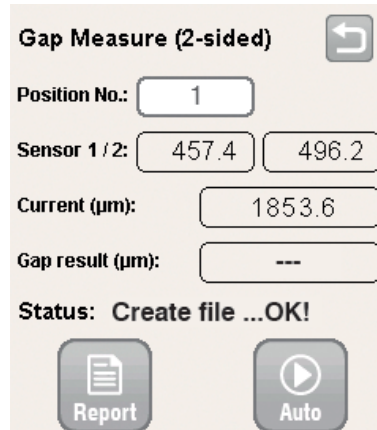 Gap Measure (2-sided)
Position No.: 1
Sensor 1 / 2: 457.4 496.2
Current (µm): 1853.6
Gap result (µm): ---
Status: Create file ...OK!
Report Auto